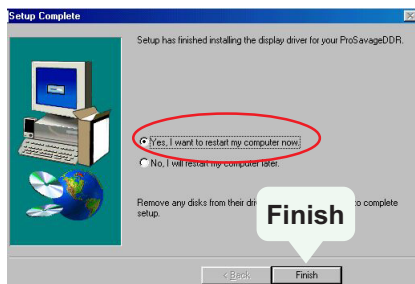 Setup Complete
Setup has finished installing the display driver for your ProSavageDDR.
Yes, I want to restart my computer now.
No, I will restart my computer later.
Remove any disks from their to complete
setup.
Finish
< Back
Finish